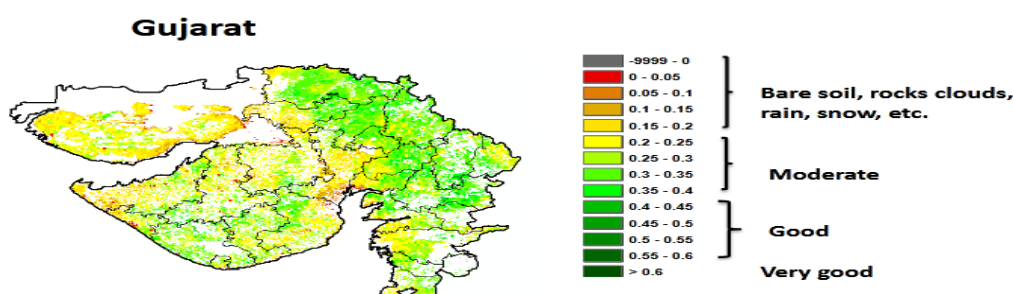 Gujarat
-9999 - 0
0 - 0.05
0.05 - 0.1
0.1 - 0.15
0.15 - 0.2
0.2 - 0.25
0.25 - 0.3
0.3 - 0.35
0.35 - 0.4
0.4 - 0.45
0.45 - 0.5
0.5 - 0.55
0.55 - 0.6
> 0.6
Bare soil, rocks clouds,
rain, snow, etc.
Moderate
Good
Very good